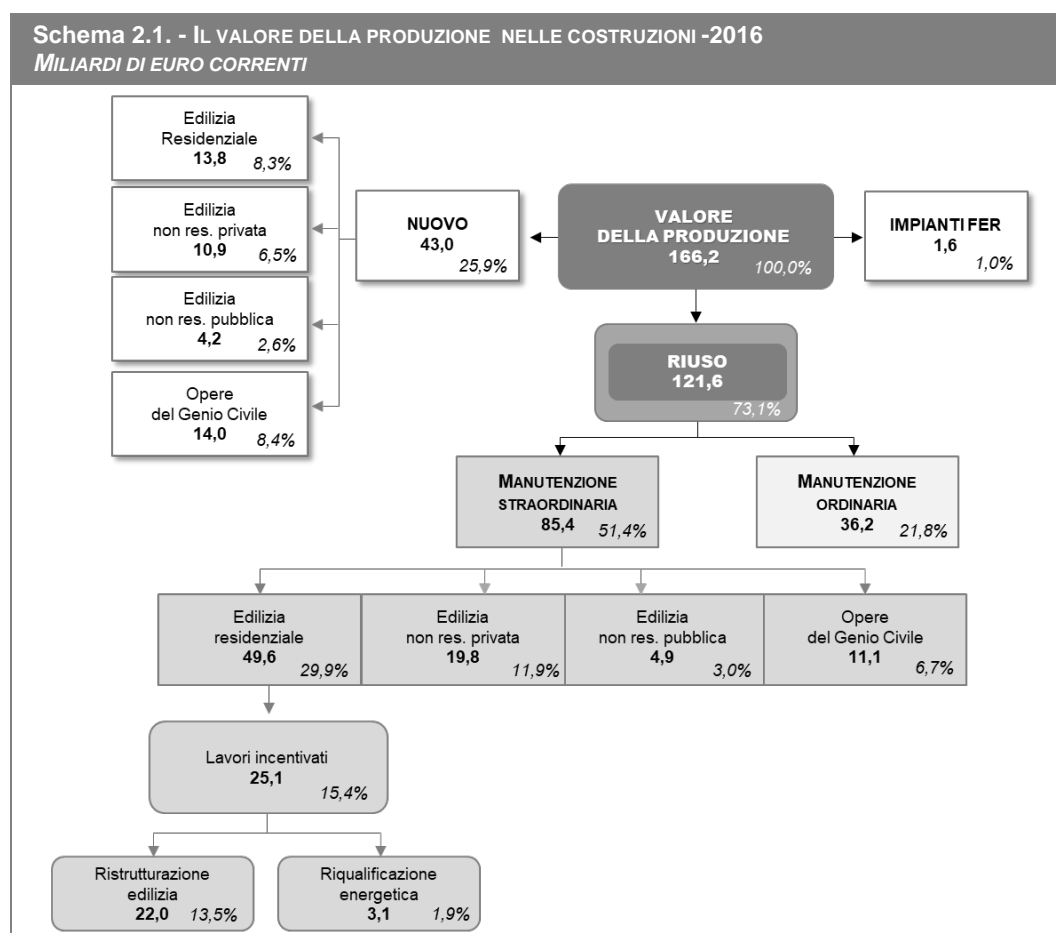 Schema 2.1. - IL VALORE DELLA PRODUZIONE NELLE COSTRUZIONI -2016
MILIARDI DI EURO CORRENTI
Edilizia
Residenziale
13,8
8,3%
Edilizia
non res. privata
10,9
6,5%
Edilizia
non res. pubblica
4,2
2,6%
Opere
del Genio Civile
14,0
8,4%
NUOVO
43,0
25,9%
VALORE
DELLA PRODUZIONE
166,2
100,0%
IMPIANTI FER
1,6
1,0%
RIUSO
121,6
73,1%
MANUTENZIONE
STRAORDINARIA
85,4
51,4%
MANUTENZIONE
ORDINARIA
36,2
21,8%
Edilizia
residenziale
49,6
29,9%
Edilizia
non res. privata
19,8
11,9%
Edilizia
non res. pubblica
4,9
3,0%
Opere
del Genio Civile
11,1
6,7%
Lavori incentivati
25,1
15,4%
Ristrutturazione
edilizia
22,0 13,5%
Riqualificazione
energetica
3,1 1,9%